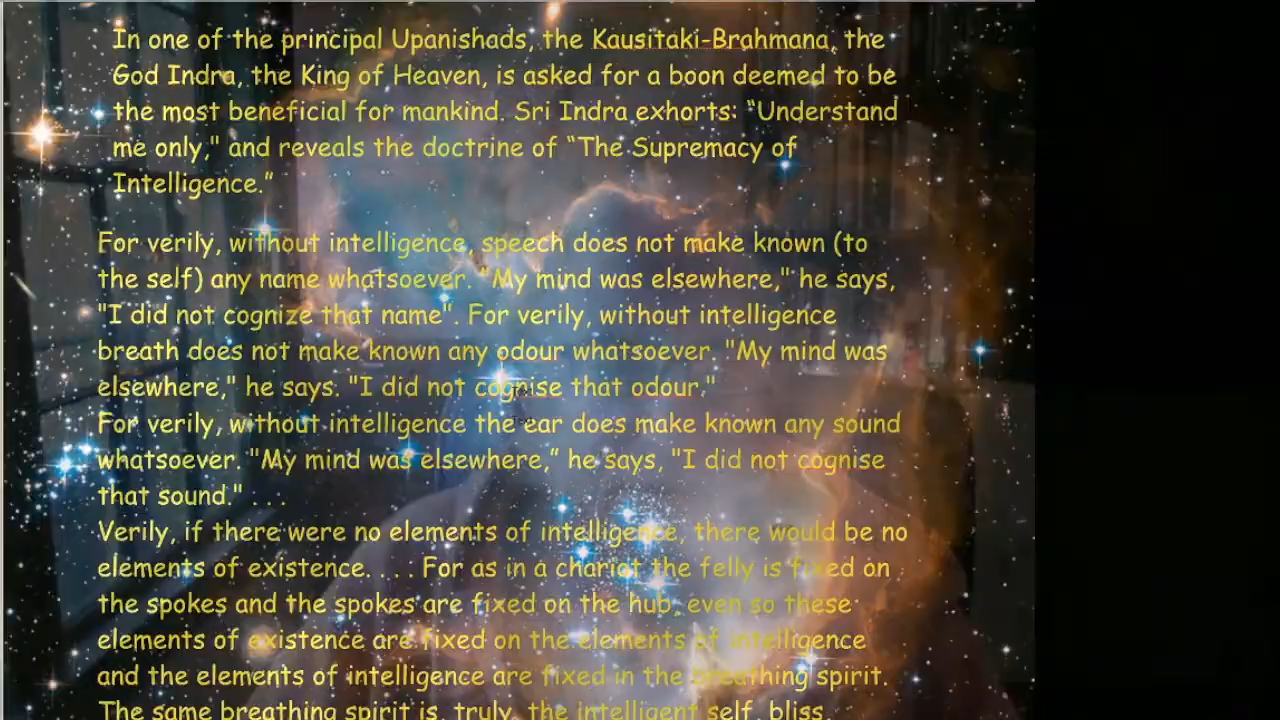 In one of the principal Upanishads, the Kausitaki-Brahmana, the
God Indra, the King of Heaven, is asked for a boon deemed to be
the most beneficial for mankind. Sri Indra exhorts: “Understand
me only," and reveals the doctrine of “The Supremacy of
Intelligence.”
For verily, without intelligence, speech does not make known (to
the self) any name whatsoever. "My mind was elsewhere," he says,
"I did not cognize that name". For verily, without intelligence
breath does not make known any odour whatsoever. "My mind was
elsewhere," he says. "I did not cognise that odour."
For verily, without intelligence the ear does make known any sound
whatsoever. "My mind was elsewhere,” he says, "I did not cognise
that sound." . . .
Verily, if there were no elements of intelligence, there would be no
elements of existence. . . . For as in a chariot the felly is fixed on
the spokes and the spokes are fixed on the hub, even so these
elements of existence are fixed on the elements of intelligence
and the elements of intelligence are fixed in the breathing spirit.
The same breathing spirit is, truly, the intelligent self, bliss,